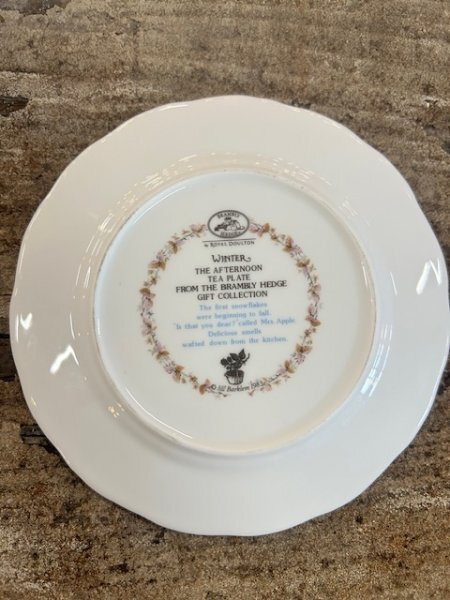 BRAMBLY
HEDGE
by ROYAL DOULTON
WINTER
THE AFTERNOON
TEA PLATE
FROM THE BRAMBLY HEDGE
GIFT COLLECTION
The first snowflakes
were beginning to fall.
"Is that you dear?" called Mrs. Apple.
Delicious smells
wafted down from the kitchen.
© Jill Barklem